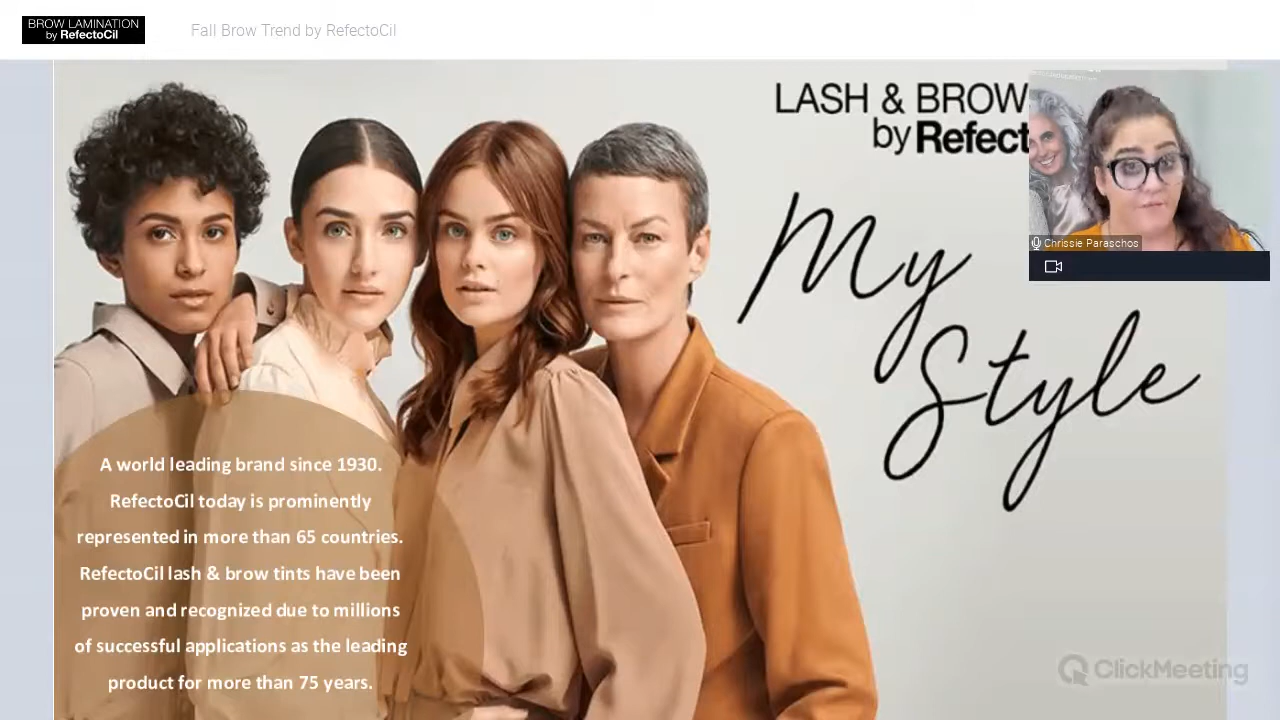 BROW LAMINATION
by RefectoCil
Fall Brow Trend by RefectoCil
LASH & BROW
by Refect
My
Style
Chrissie Paraschos
A world leading brand since 1930.
RefectoCil today is prominently
represented in more than 65 countries.
RefectoCil lash & brow tints have been
proven and recognized due to millions
of successful applications as the leading
product for more than 75 years.
ClickMeeting